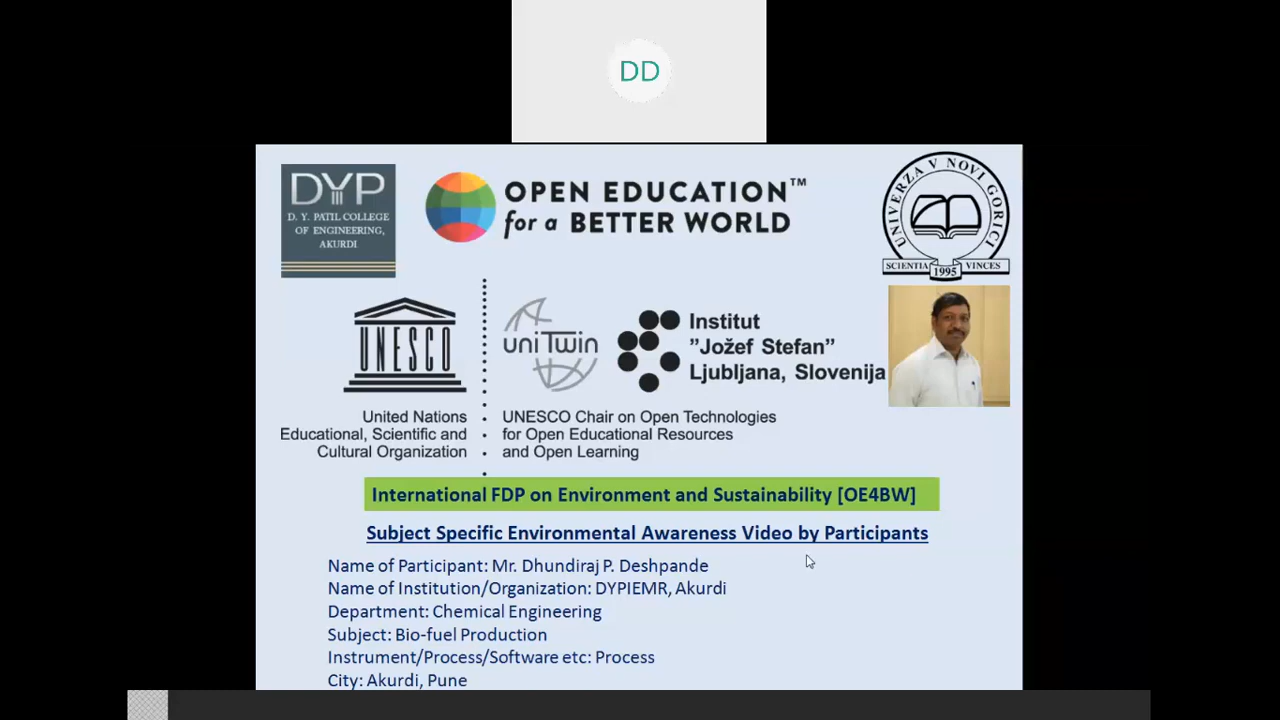 DD
DYP
D. Y. PATIL COLLEGE
OF ENGINEERING,
AKURDI
OPEN EDUCATION™
for a BETTER WORLD
UNIVERZA V NOVI GORICI
SCIENTIA 1995 VINCES
UNESCO
uniTwin
Institut
"Jožef Stefan"
Ljubljana, Slovenija
United Nations
Educational, Scientific and
Cultural Organization
UNESCO Chair on Open Technologies
for Open Educational Resources
and Open Learning
International FDP on Environment and Sustainability [OE4BW]
Subject Specific Environmental Awareness Video by Participants
Name of Participant: Mr. Dhundiraj P. Deshpande
Name of Institution/Organization: DYPIEMR, Akurdi
Department: Chemical Engineering
Subject: Bio-fuel Production
Instrument/Process/Software etc: Process
City: Akurdi, Pune